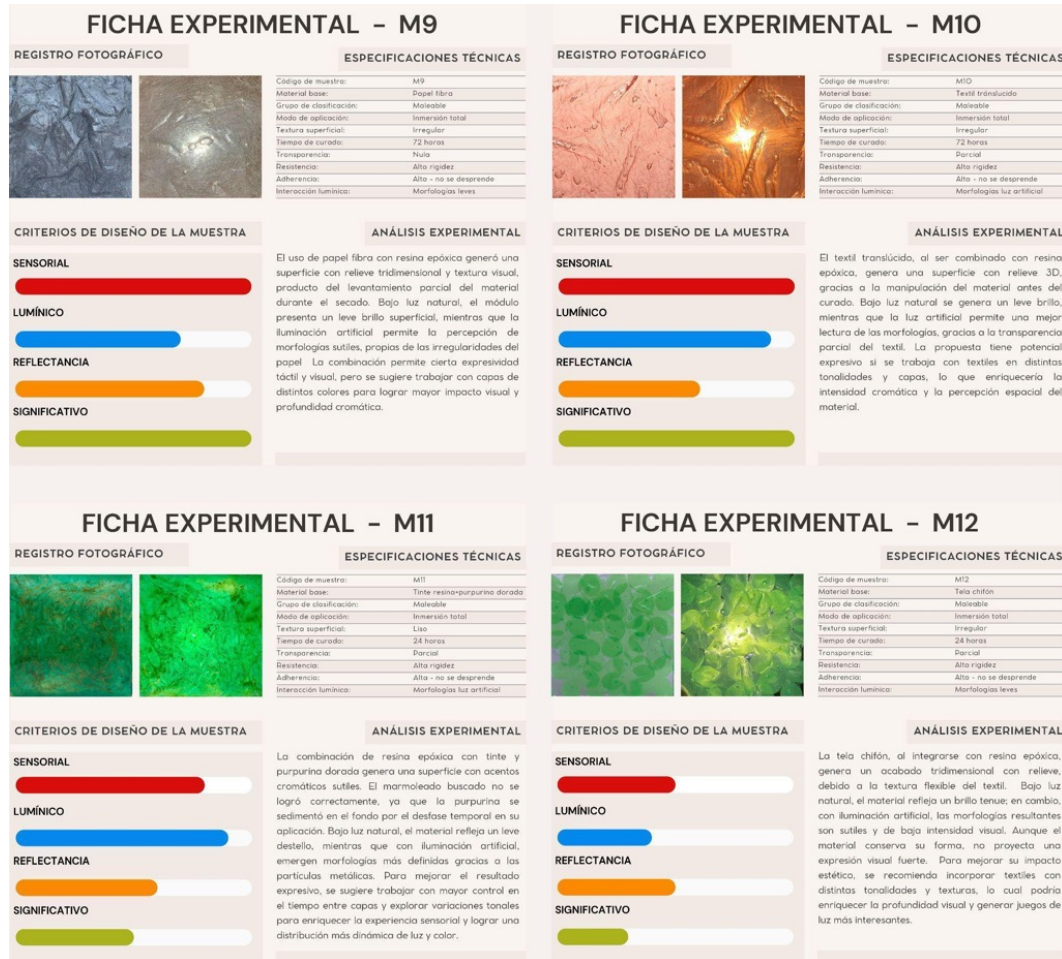 FICHA EXPERIMENTAL - M9
REGISTRO FOTOGRÁFICO
ESPECIFICACIONES TÉCNICAS
Código de muestra: M9
Material base: Papel fibra
Grupo de clasificación: Maleable
Modo de aplicación: Inmersión total
Textura superficial: Irregular
Tiempo de curado: 72 horas
Transparencia: Nula
Resistencia: Alta rigidez
Adherencia: Alta - no se desprende
Interacción lumínica: Morfologías leves
CRITERIOS DE DISEÑO DE LA MUESTRA
SENSORIAL
LUMÍNICO
REFLECTANCIA
SIGNIFICATIVO
ANÁLISIS EXPERIMENTAL
El uso de papel fibra con resina epóxica generó una
superficie con relieve tridimensional y textura visual,
producto del levantamiento parcial del material
durante el secado. Bajo luz natural, el módulo
presenta un leve brillo superficial, mientras que la
iluminación artificial permite la percepción de
morfologías sutiles, propias de las irregularidades del
papel La combinación permite cierta expresividad
táctil y visual, pero se sugiere trabajar con capas de
distintos colores para lograr mayor impacto visual y
profundidad cromática.
FICHA EXPERIMENTAL - M10
REGISTRO FOTOGRÁFICO
ESPECIFICACIONES TÉCNICAS
Código de muestra: M10
Material base: Textil translucido
Grupo de clasificación: Maleable
Modo de aplicación: Inmersión total
Textura superficial: Irregular
Tiempo de curado: 72 horas
Transparencia: Parcial
Resistencia: Alta rigidez
Adherencia: Alta - no se desprende
Interacción lumínica: Morfologías luz artificial
CRITERIOS DE DISEÑO DE LA MUESTRA
SENSORIAL
LUMÍNICO
REFLECTANCIA
SIGNIFICATIVO
ANÁLISIS EXPERIMENTAL
El textil translúcido, al ser combinado con resina
epóxica, genera una superficie con relieve 3D,
gracias a la manipulación del material antes del
curado. Bajo luz natural se genera un leve brillo,
mientras que la luz artificial permite una mejor
lectura de las morfologías, gracias a la transparencia
parcial del textil. La propuesta tiene potencial
expresivo si se trabaja con textiles en distintas
tonalidades y capas, lo que enriquecería la
intensidad cromática y la percepción espacial del
material.
FICHA EXPERIMENTAL - M11
REGISTRO FOTOGRÁFICO
ESPECIFICACIONES TÉCNICAS
Código de muestra: M11
Material base: Tinte resina+purpurina dorada
Grupo de clasificación: Maleable
Modo de aplicación: Inmersión total
Textura superficial: Liso
Tiempo de curado: 24 horas
Transparencia: Parcial
Resistencia: Alta rigidez
Adherencia: Alta - no se desprende
Interacción lumínica: Morfologías luz artificial
CRITERIOS DE DISEÑO DE LA MUESTRA
SENSORIAL
LUMÍNICO
REFLECTANCIA
SIGNIFICATIVO
ANÁLISIS EXPERIMENTAL
La combinación de resina epóxica con tinte y
purpurina dorada genera una superficie con acentos
cromáticos sutiles. El marmoleado buscado no se
logró correctamente, ya que la purpurina se
sedimentó en el fondo por el desfase temporal en su
aplicación. Bajo luz natural, el material refleja un leve
destello, mientras que con iluminación artificial,
emergen morfologías más definidas gracias a las
partículas metálicas. Para mejorar el resultado
expresivo, se sugiere trabajar con mayor control en
el tiempo entre capas y explorar variaciones tonales
para enriquecer la experiencia sensorial y lograr una
distribución más dinámica de luz y color.
FICHA EXPERIMENTAL - M12
REGISTRO FOTOGRÁFICO
ESPECIFICACIONES TÉCNICAS
Código de muestra: M12
Material base: Tela chifón
Grupo de clasificación: Maleable
Modo de aplicación: Inmersión total
Textura superficial: Irregular
Tiempo de curado: 24 horas
Transparencia: Parcial
Resistencia: Alta rigidez
Adherencia: Alta - no se desprende
Interacción lumínica: Morfologías leves
CRITERIOS DE DISEÑO DE LA MUESTRA
SENSORIAL
LUMÍNICO
REFLECTANCIA
SIGNIFICATIVO
ANÁLISIS EXPERIMENTAL
La tela chifón, al integrarse con resina epóxica,
genera un acabado tridimensional con relieve,
debido a la textura flexible del textil. Bajo luz
natural, el material refleja un brillo tenue; en cambio,
con iluminación artificial, las morfologías resultantes
son sutiles y de baja intensidad visual. Aunque el
material conserva su forma, no proyecta una
expresión visual fuerte. Para mejorar su impacto
estético, se recomienda incorporar textiles con
distintas tonalidades y texturas, lo cual podría
enriquecer la profundidad visual y generar juegos de
luz más interesantes.